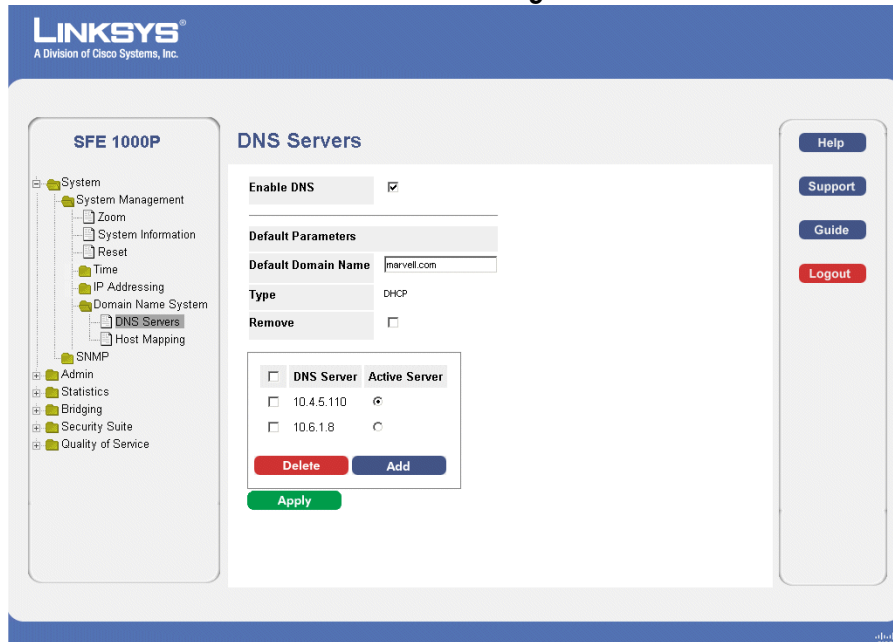 LINKSYS®
A Division of Cisco Systems, Inc.
SFE 1000P
System
System Management
Zoom
System Information
Reset
Time
IP Addressing
Domain Name System
DNS Servers
Host Mapping
SNMP
Admin
Statistics
Bridging
Security Suite
Quality of Service
DNS Servers
Enable DNS
Default Parameters
Default Domain Name marvell.com
Type DHCP
Remove
DNS Server Active Server
10.4.5.110
10.6.1.8
Delete Add
Apply
Help
Support
Guide
Logout